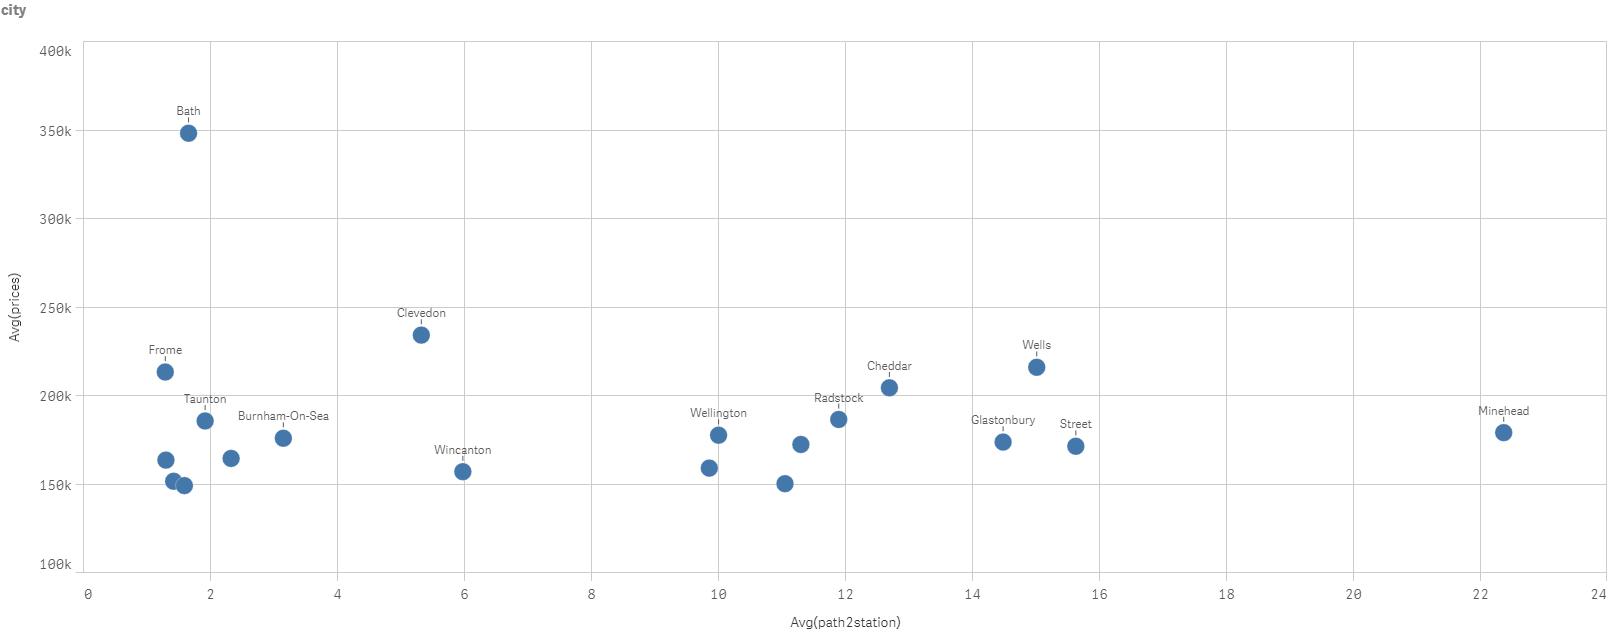 city
400k
Bath
350k
300k
250k
Clevedon
Frome
Wells
Cheddar
200k
Taunton
Radstock
Burnham-On-Sea
Wellington
Minehead
Glastonbury
Street
Wincanton
150k
100k
Avg(prices)
0 2 4 6 8 10 12 14 16 18 20 22 24
Avg(path2station)